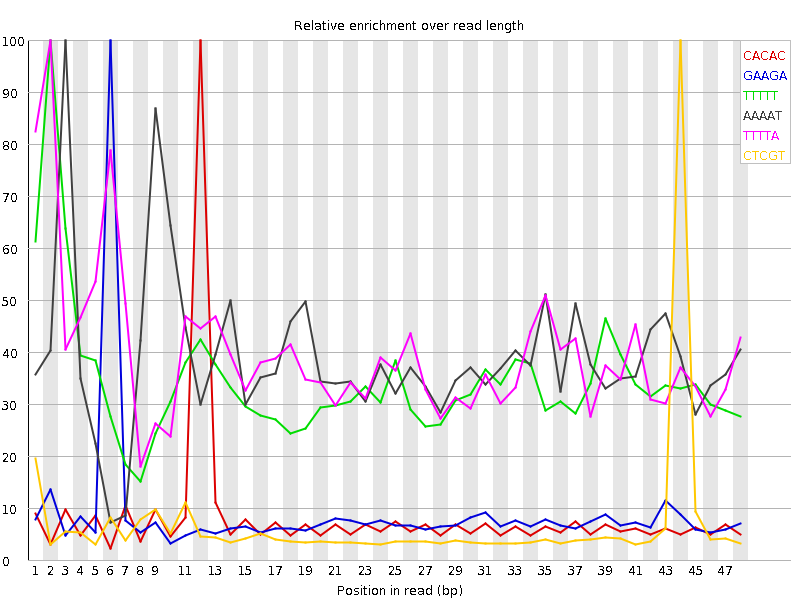 Relative enrichment over read length
100
90
80
70
60
50
40
30
20
10
0
CACAC
GAAGA
TTTTT
AAAAT
TTTTA
CTCGT
1 2 3 4 5 6 7 8 9 11 13 15 17 19 21 23 25 27 29 31 33 35 37 39 41 43 45 47
Position in read (bp)